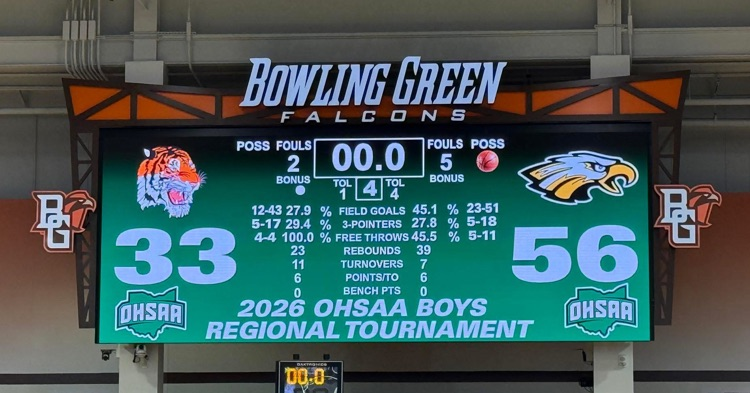 BOWLING GREEN
FALCONS
POSS FOULS 00.0 FOULS POSS
2 5
BONUS BONUS
TOL 4 TOL
1 4
12-43 27.9 % FIELD GOALS 45.1 % 23-51
5-17 29.4 % 3-POINTERS 27.8 % 5-18
4-4 100.0 % FREE THROWS 45.5 % 5-11
23 REBOUNDS 39
11 TURNOVERS 7
6 POINTS/TO 6
0 BENCH PTS 0
33 56
BG BG
OHSAA OHSAA
2026 OHSAA BOYS
REGIONAL TOURNAMENT
DAKTRONICS
00.0